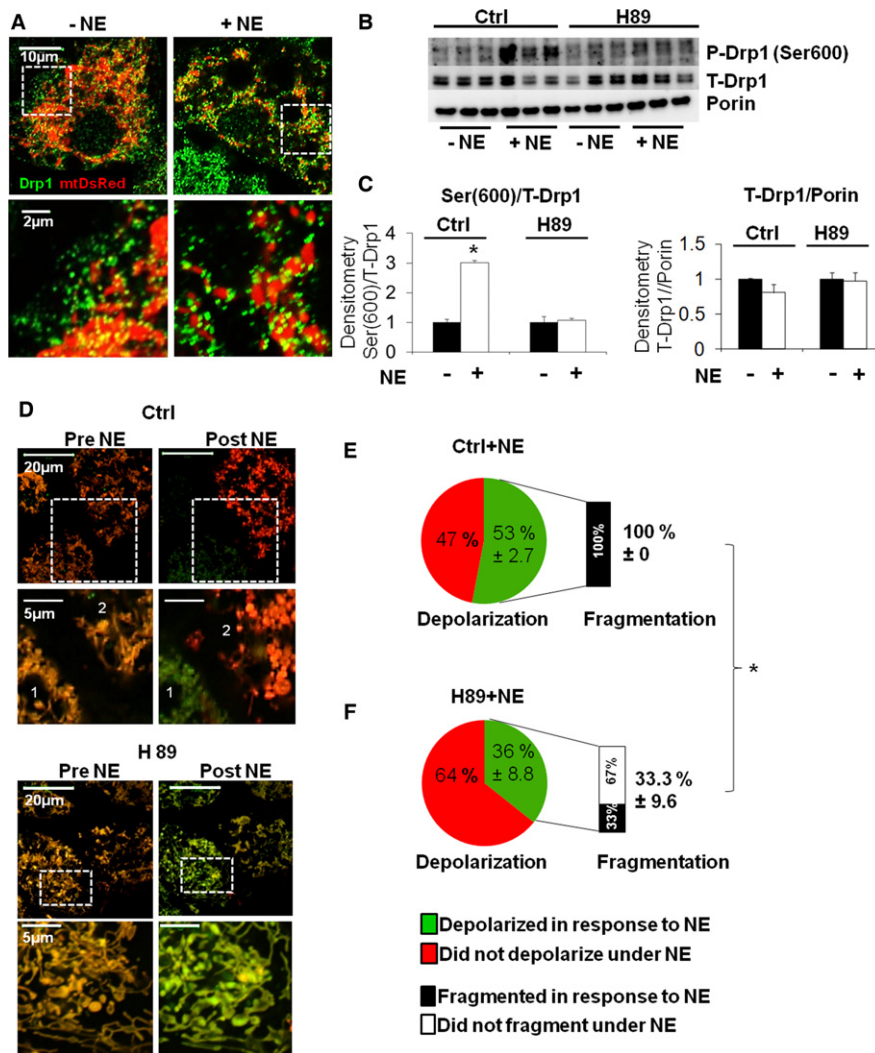 A
- NE
+ NE
10µm
Drp1 mtDsRed
2µm
B
Ctrl
H89
P-Drp1 (Ser600)
T-Drp1
Porin
- NE
+ NE
- NE
+ NE
C
Ser(600)/T-Drp1
Ctrl
H89
Densitometry
Ser(600)/T-Drp1
4
3
2
1
0
NE
-
+
-
+
T-Drp1/Porin
Ctrl
H89
Densitometry
T-Drp1//Porin
1.5
1
0.5
0
*
-
+
-
+
D
Ctrl
Pre NE
Post NE
20µm
5µm
2
2
1
1
H 89
Pre NE
Post NE
20µm
5µm
E
Ctrl+NE
47 %
53 %
± 2.7
100%
100 %
± 0
Depolarization
Fragmentation
*
F
H89+NE
64 %
36 %
± 8.8
67%
33%
33.3 %
± 9.6
Depolarization
Fragmentation
Depolarized in response to NE
Did not depolarize under NE
Fragmented in response to NE
Did not fragment under NE